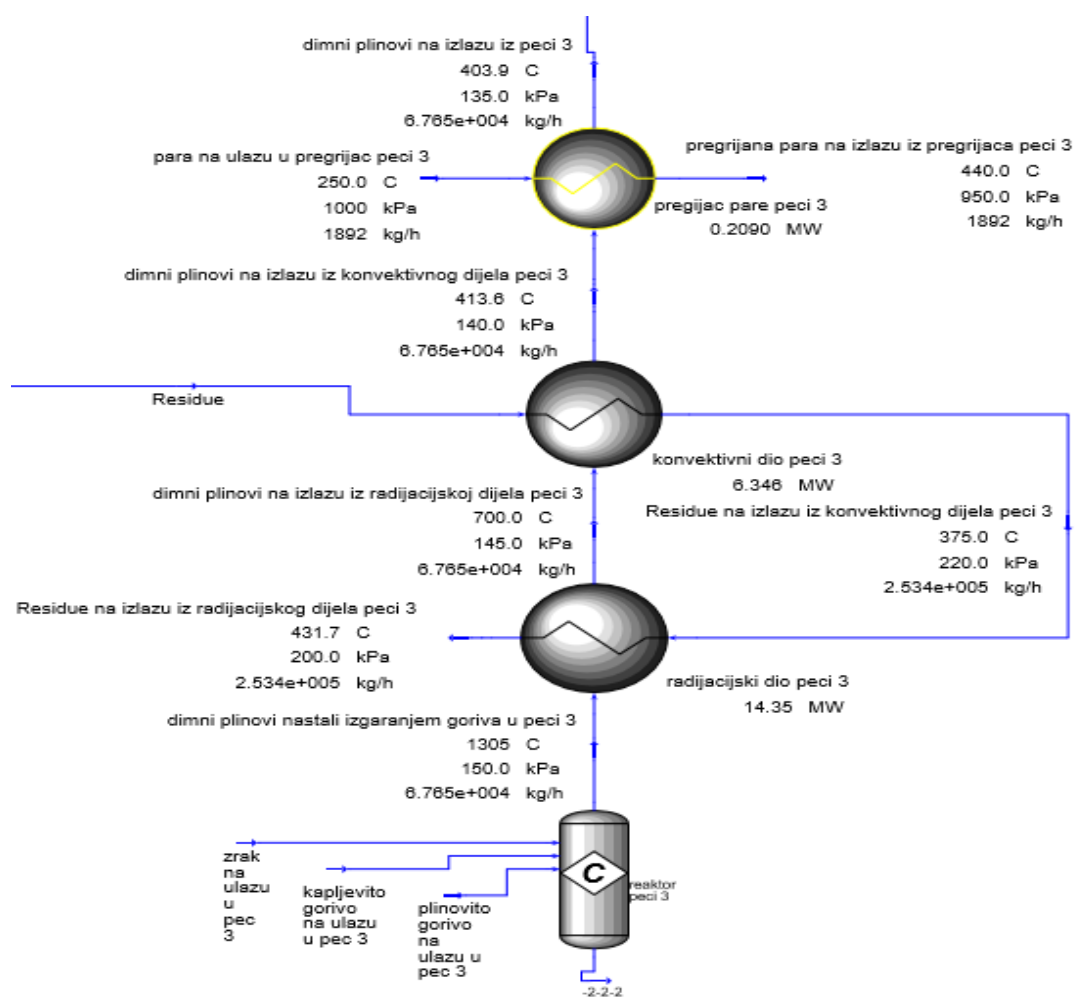 dimni plinovi na izlazu iz peci 3
403.9 C
135.0 kPa
6.765e+004 kg/h
para na ulazu u pregrijac peci 3
250.0 C
1000 kPa
1892 kg/h
pregrijana para na izlazu iz pregrijaca peci 3
440.0 C
950.0 kPa
1892 kg/h
pregijac pare peci 3
0.2090 MW
dimni plinovi na izlazu iz konvektivnog dijela peci 3
413.6 C
140.0 kPa
6.765e+004 kg/h
Residue
konvektivni dio peci 3
6.346 MW
dimni plinovi na izlazu iz radijacijskoj dijela peci 3
700.0 C
145.0 kPa
6.765e+004 kg/h
Residue na izlazu iz konvektivnog dijela peci 3
375.0 C
220.0 kPa
2.534e+005 kg/h
Residue na izlazu iz radijacijskog dijela peci 3
431.7 C
200.0 kPa
2.534e+005 kg/h
radijacijski dio peci 3
14.35 MW
dimni plinovi nastali izgaranjem goriva u peci 3
1305 C
150.0 kPa
6.765e+004 kg/h
zrak
na
ulazu
u
pec
3
kapljevito
gorivo
na ulazu
u pec 3
plinovito
gorivo
na
ulazu u
pec 3
C
reaktor
peci 3
-2-2-2